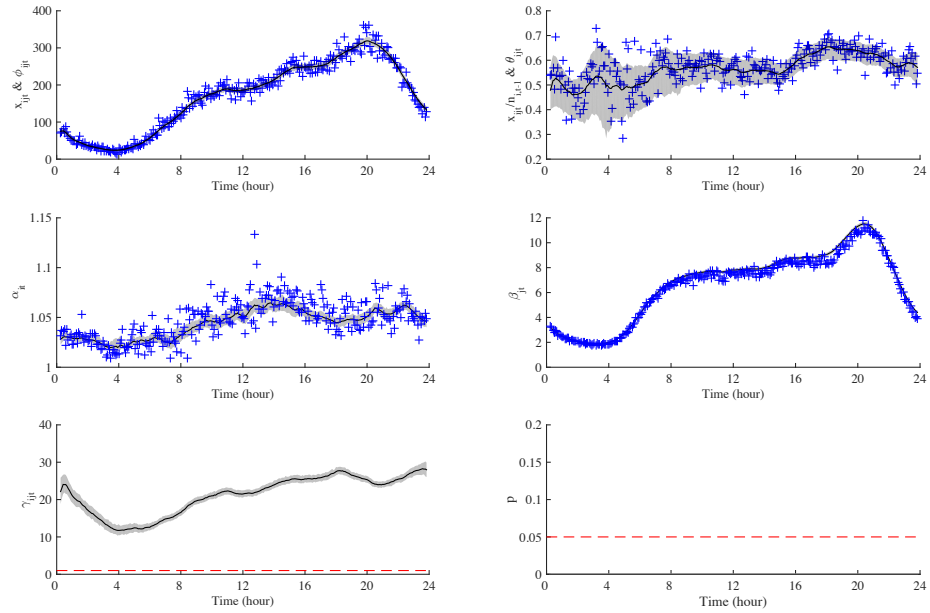 400
300
200
100
0
x_ijt & ϕ_ijt
0 4 8 12 16 20 24
Time (hour)
0.8
0.7
0.6
0.5
0.4
0.3
0.2
x_ijt/n_i,t-1 & θ_ijt
0 4 8 12 16 20 24
Time (hour)
1.15
1.1
1.05
1
α_it
0 4 8 12 16 20 24
Time (hour)
12
10
8
6
4
2
0
β_jt
0 4 8 12 16 20 24
Time (hour)
40
30
20
10
0
γ_ijt
0 4 8 12 16 20 24
Time (hour)
0.2
0.15
0.1
0.05
0
p
0 4 8 12 16 20 24
Time (hour)